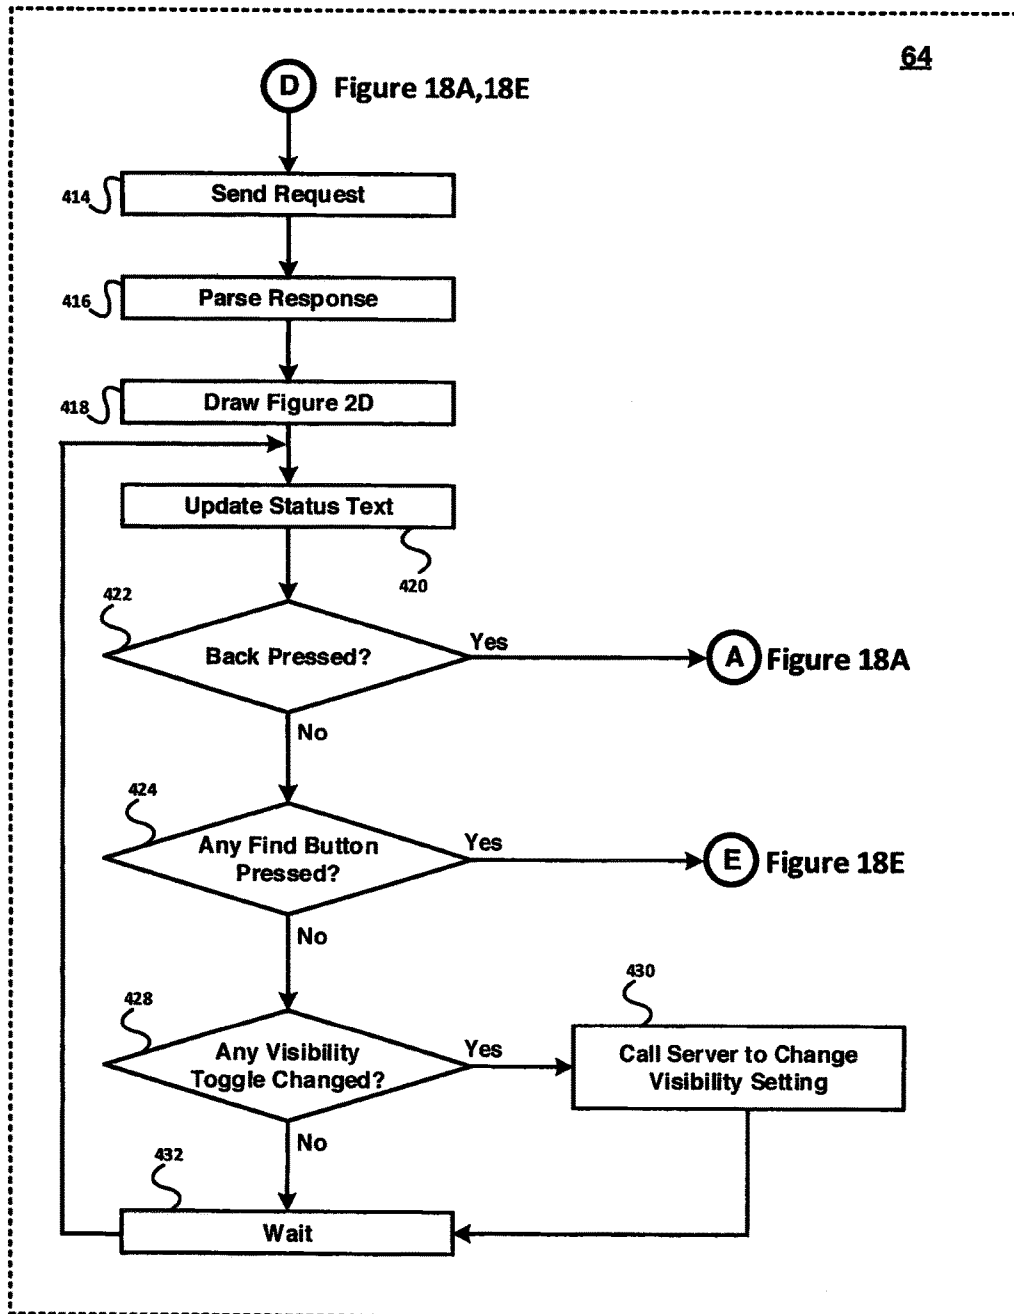 64
D Figure 18A,18E
Send Request
414
Parse Response
416
Draw Figure 2D
418
Update Status Text
420
422
Back Pressed?
Yes
A Figure 18A
No
424
Any Find Button
Pressed?
Yes
E Figure 18E
No
428
Any Visibility
Toggle Changed?
Yes
430
Call Server to Change
Visibility Setting
No
432
Wait